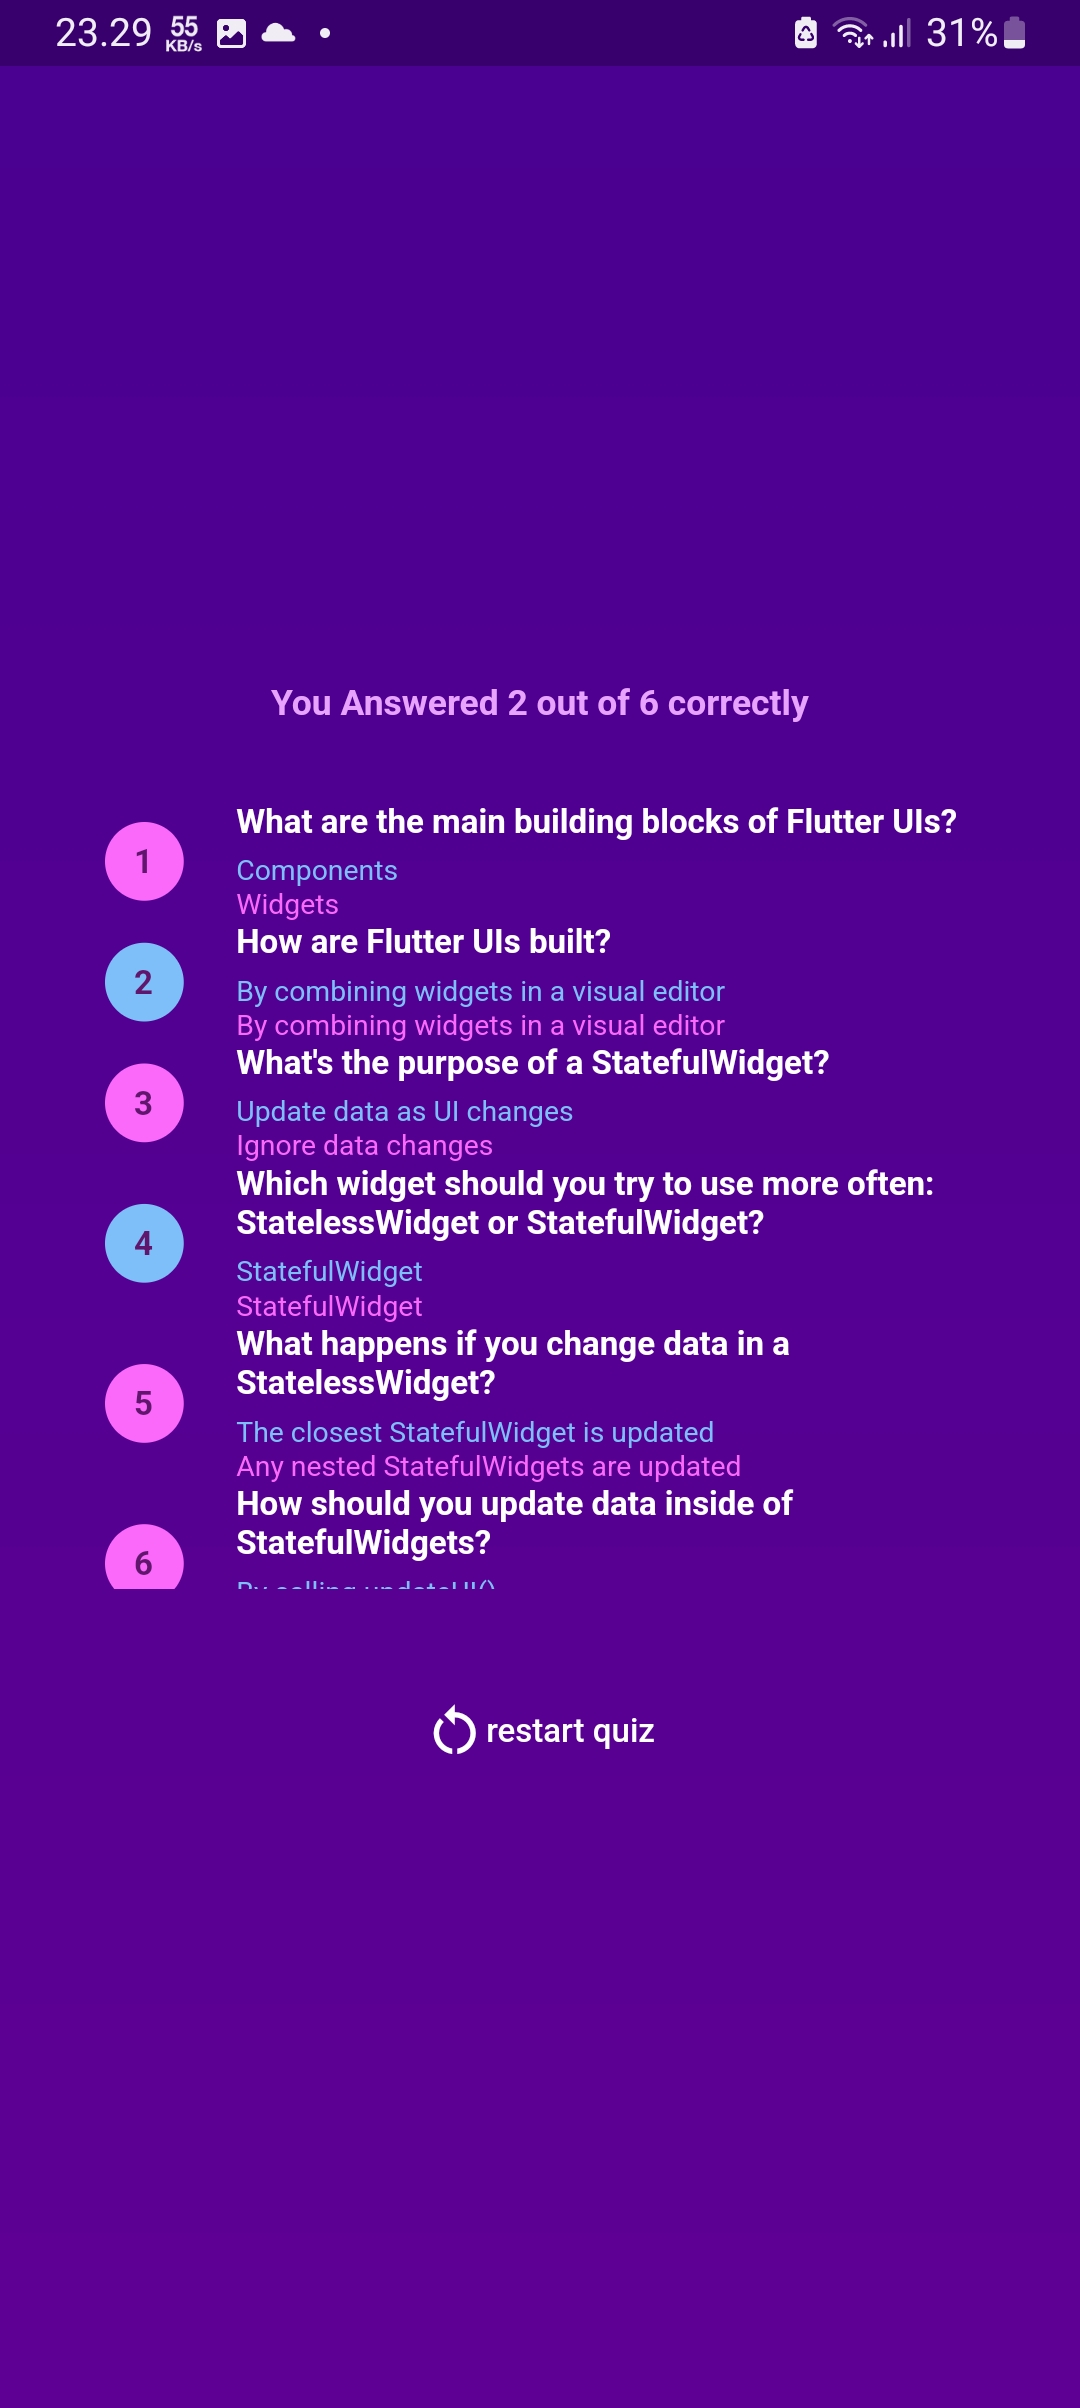 23.29 55 KB/s 31%
You Answered 2 out of 6 correctly
1
What are the main building blocks of Flutter UIs?
Components
Widgets
2
How are Flutter UIs built?
By combining widgets in a visual editor
By combining widgets in a visual editor
3
What's the purpose of a StatefulWidget?
Update data as UI changes
Ignore data changes
4
Which widget should you try to use more often:
StatelessWidget or StatefulWidget?
StatefulWidget
StatefulWidget
5
What happens if you change data in a
StatelessWidget?
The closest StatefulWidget is updated
Any nested StatefulWidgets are updated
6
How should you update data inside of
StatefulWidgets?
By calling updateUI()
restart quiz